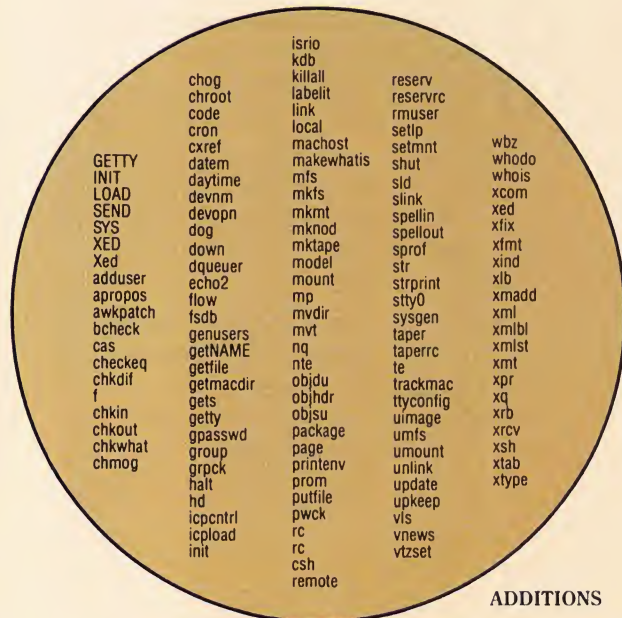 GETTY
INIT
LOAD
SEND
SYS
XED
Xed
adduser
apropos
awkpatch
bcheck
cas
checkeq
chkdif
f
chkin
chkout
chkwhat
chmog
chog
chroot
code
cron
cxref
datem
daytime
devnm
devopn
dog
down
dqueuer
echo2
flow
fsdb
genusers
getNAME
getfile
getmacdir
gets
getty
gpasswd
group
grpck
halt
hd
icpcntrl
icpload
init
isrio
kdb
killall
labelit
link
local
machost
makewhatis
mfs
mkfs
mkmt
mknod
mktape
model
mount
mp
mvdir
mvt
nq
nte
objdu
objhdr
objsu
package
page
printenv
prom
putfile
pwck
rc
rc
csh
remote
reserv
reservrc
rmuser
setlp
setmnt
shut
sld
slink
spellin
spellout
sprof
str
strprint
stty0
sysgen
taper
taperrc
te
trackmac
ttyconfig
uimage
umfs
umount
unlink
update
upkeep
vls
vnews
vtzset
wbz
whodo
whois
xcom
xed
xfix
xfmt
xind
xlb
xmadd
xml
xmlbl
xmlst
xmt
xpr
xq
xrb
xrcv
xsh
xtab
xtype
ADDITIONS